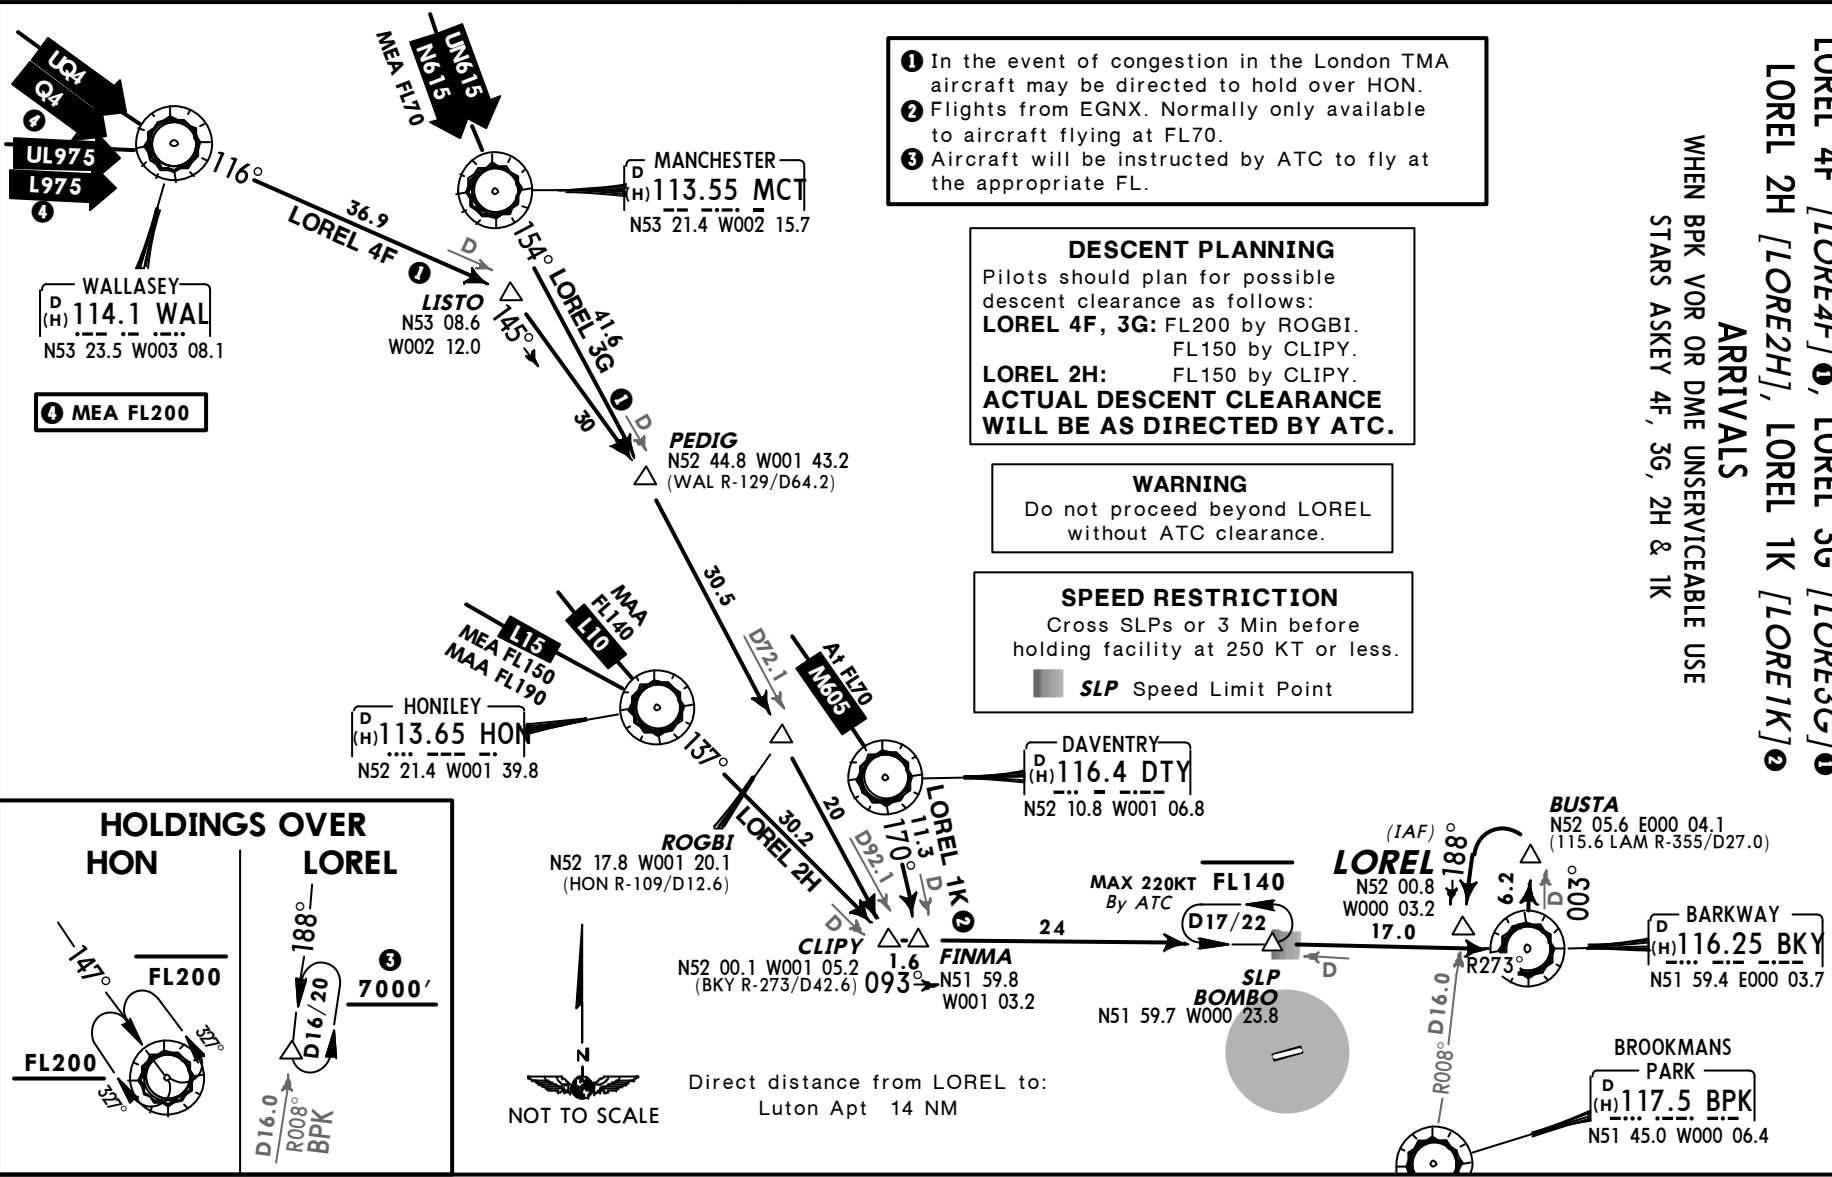 UQ4
Q4
4
UL975
L975
4
MEA FL70
N615
UN615
116°
36.9
LOREL 4F 1
D
WALLASEY
D
(H) 114.1 WAL
N53 23.5 W003 08.1
4 MEA FL200
MANCHESTER
D
(H) 113.55 MCT
N53 21.4 W002 15.7
154° LOREL 3G 1
41.6
D
LISTO
N53 08.6
W002 12.0
145°
30
PEDIG
N52 44.8 W001 43.2
(WAL R-129/D64.2)
30.5
D72.1
1 In the event of congestion in the London TMA
aircraft may be directed to hold over HON.
2 Flights from EGNX. Normally only available
to aircraft flying at FL70.
3 Aircraft will be instructed by ATC to fly at
the appropriate FL.
DESCENT PLANNING
Pilots should plan for possible
descent clearance as follows:
LOREL 4F, 3G: FL200 by ROGBI.
FL150 by CLIPY.
LOREL 2H: FL150 by CLIPY.
ACTUAL DESCENT CLEARANCE
WILL BE AS DIRECTED BY ATC.
WARNING
Do not proceed beyond LOREL
without ATC clearance.
SPEED RESTRICTION
Cross SLPs or 3 Min before
holding facility at 250 KT or less.
SLP Speed Limit Point
LOREL 4F [LORE4F] 1, LOREL 3G [LORE3G] 1
LOREL 2H [LORE2H], LOREL 1K [LORE1K] 2
ARRIVALS
WHEN BPK VOR OR DME UNSERVICEABLE USE
STARS ASKEY 4F, 3G, 2H & 1K
L15
MEA FL150
MAA FL190
MAA
FL140
L10
HONILEY
D
(H) 113.65 HON
N52 21.4 W001 39.8
137°
30.2
LOREL 2H
D
At FL70
M605
DAVENTRY
D
(H) 116.4 DTY
N52 10.8 W001 06.8
ROGBI
N52 17.8 W001 20.1
(HON R-109/D12.6)
20
D92.1
170°
11.3
LOREL 1K 2
D
CLIPY
N52 00.1 W001 05.2
(BKY R-273/D42.6)
1.6
093°
FINMA
N51 59.8
W001 03.2
24
MAX 220KT FL140
By ATC
D17/22
D
SLP
BOMBO
N51 59.7 W000 23.8
(IAF)
LOREL
N52 00.8
W000 03.2
17.0
188°
BUSTA
N52 05.6 E000 04.1
(115.6 LAM R-355/D27.0)
6.2
D
003°
R273°
BARKWAY
D
(H) 116.25 BKY
N51 59.4 E000 03.7
R008° D16.0
BROOKMANS
PARK
D
(H) 117.5 BPK
N51 45.0 W000 06.4
HOLDINGS OVER
HON
LOREL
147°
FL200
FL200
327°
327°
188°
3
7000'
D16/20
D16.0
R008°
BPK
N
NOT TO SCALE
Direct distance from LOREL to:
Luton Apt 14 NM